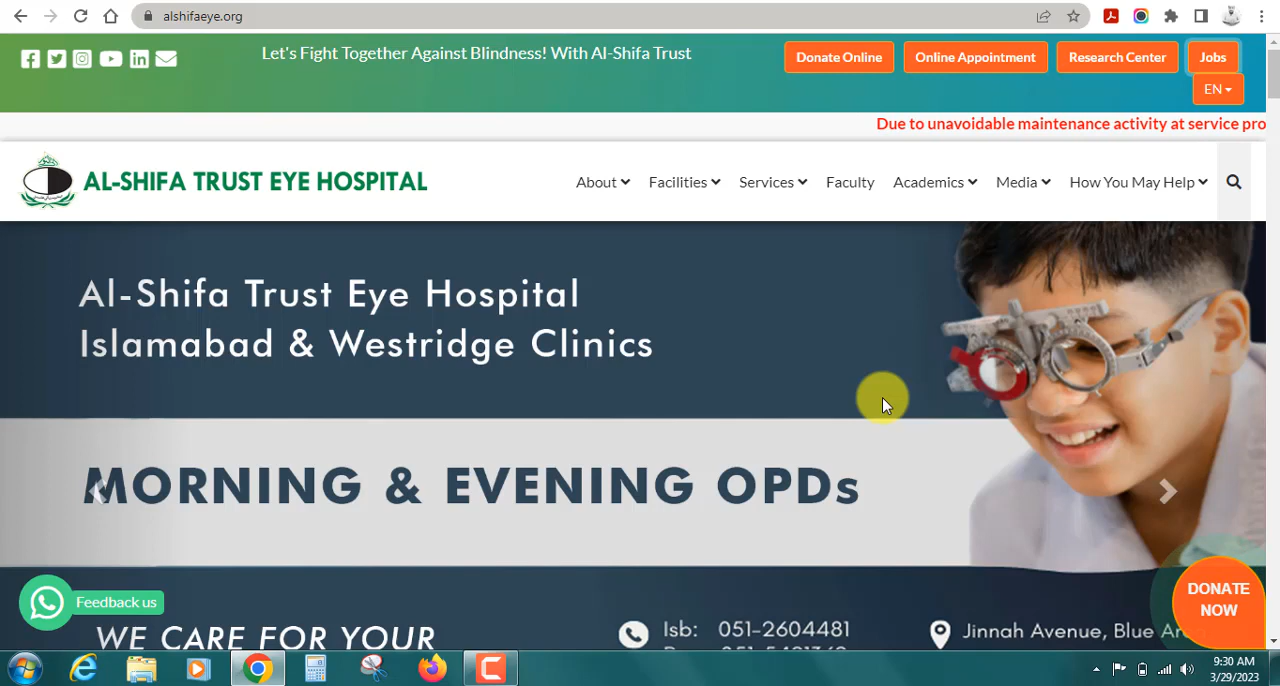 alshifaeye.org
Let's Fight Together Against Blindness! With Al-Shifa Trust
Donate Online
Online Appointment
Research Center
Jobs
EN
Due to unavoidable maintenance activity at service pro
AL-SHIFA TRUST EYE HOSPITAL
About
Facilities
Services
Faculty
Academics
Media
How You May Help
Al-Shifa Trust Eye Hospital
Islamabad & Westridge Clinics
MORNING & EVENING OPDs
WE CARE FOR YOUR
Isb: 051-2604481
Jinnah Avenue, Blue Ar
Feedback us
DONATE
NOW
9:30 AM
3/29/2023